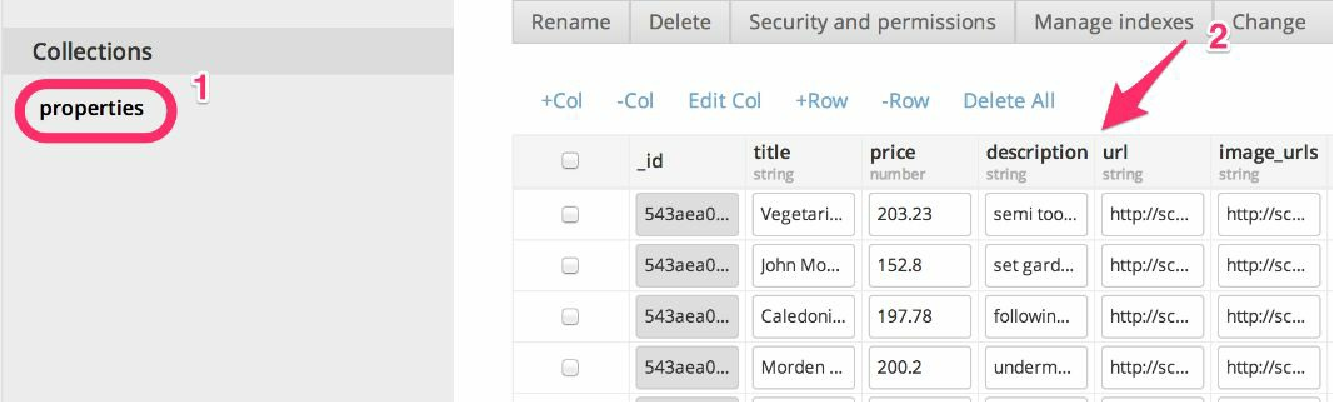 Collections
properties
1
Rename Delete Security and permissions Manage indexes Change
2
+Col -Col Edit Col +Row -Row Delete All
_id title price description url image_urls
string number string string string
543aea0... Vegetari... 203.23 semi too... http://sc... http://sc...
543aea0... John Mo... 152.8 set gard... http://sc... http://sc...
543aea0... Caledoni... 197.78 followin... http://sc... http://sc...
543aea0... Morden ... 200.2 underm... http://sc... http://sc...